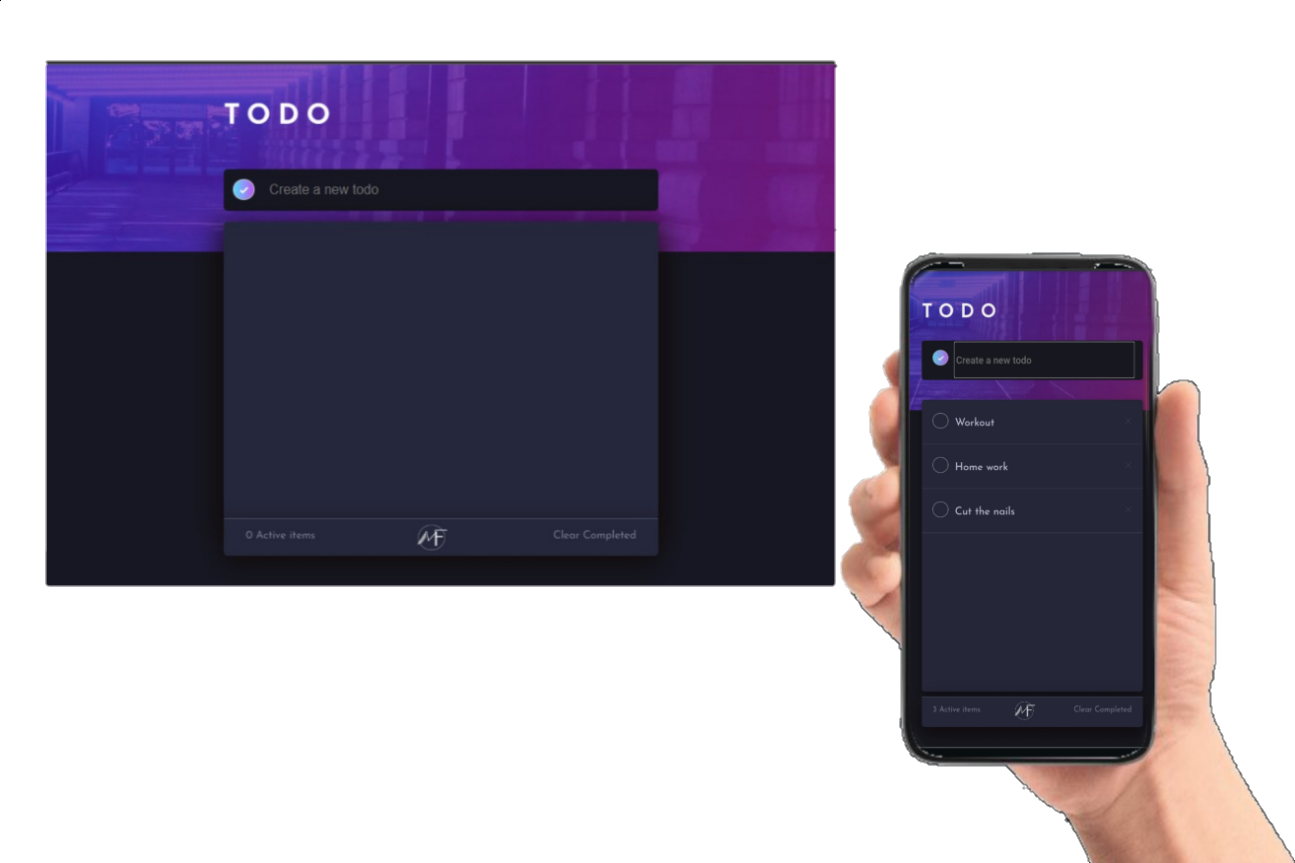 TODO
Create a new todo
0 Active items
MF
Clear Completed
TODO
Create a new todo
Workout
Home work
Cut the nails
3 Active items
MF
Clear Completed